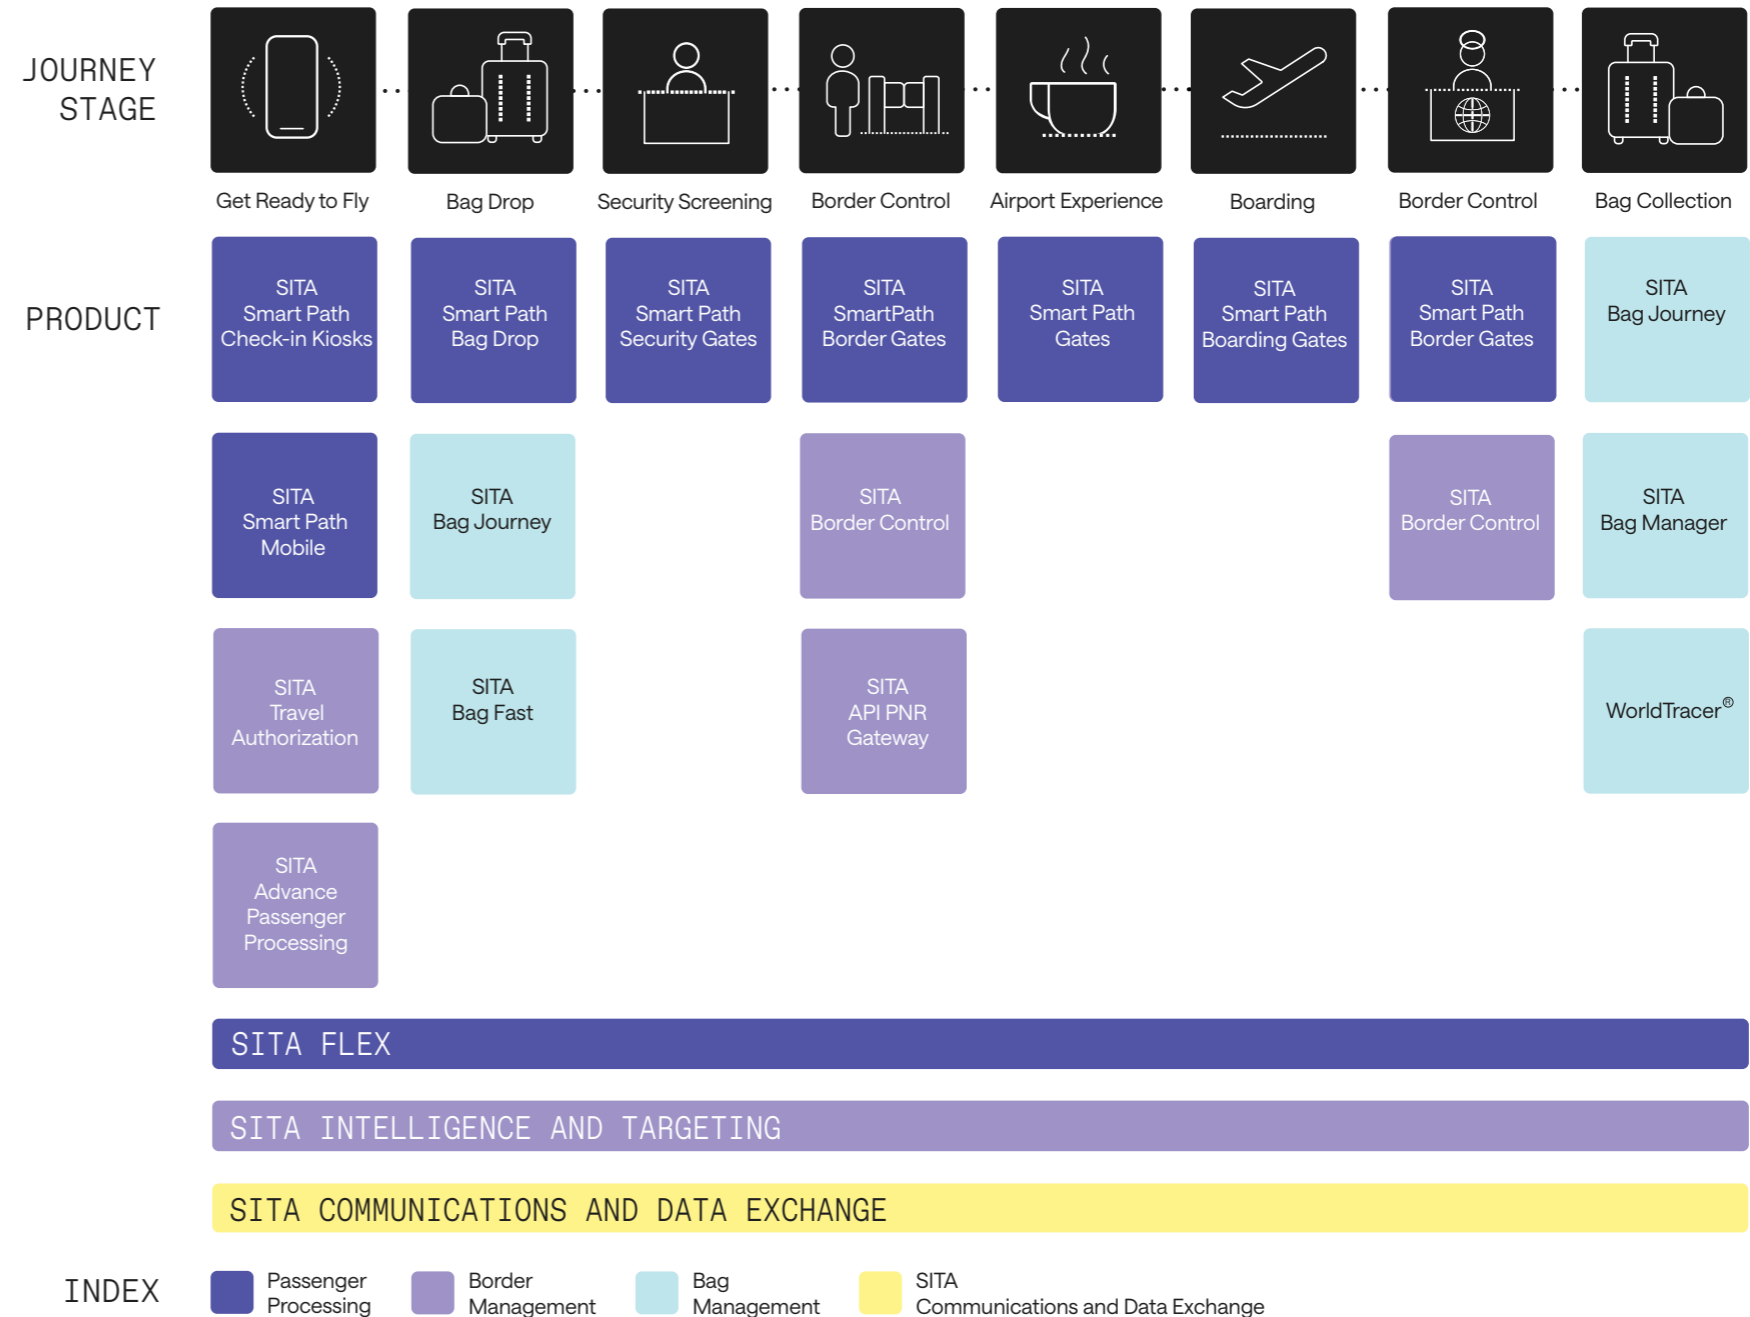 JOURNEY
STAGE
Get Ready to Fly
Bag Drop
Security Screening
Border Control
Airport Experience
Boarding
Border Control
Bag Collection
PRODUCT
SITA
Smart Path
Check-in Kiosks
SITA
Smart Path
Bag Drop
SITA
Smart Path
Security Gates
SITA
SmartPath
Border Gates
SITA
Smart Path
Gates
SITA
Smart Path
Boarding Gates
SITA
Smart Path
Border Gates
SITA
Bag Journey
SITA
Smart Path
Mobile
SITA
Bag Journey
SITA
Border Control
SITA
Border Control
SITA
Bag Manager
SITA
Travel
Authorization
SITA
Bag Fast
SITA
API PNR
Gateway
WorldTracer®
SITA
Advance
Passenger
Processing
SITA FLEX
SITA INTELLIGENCE AND TARGETING
SITA COMMUNICATIONS AND DATA EXCHANGE
INDEX
Passenger
Processing
Border
Management
Bag
Management
SITA
Communications and Data Exchange